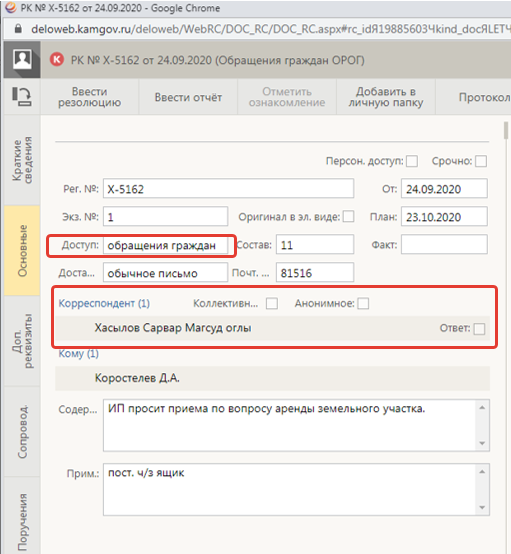 РК № Х-5162 от 24.09.2020 - Google Chrome
deloweb.kamgov.ru/deloweb/WebRC/DOC_RC/DOC_RC.aspx#rc_idЯ19885603Чkind_docЯLETЧ
РК № Х-5162 от 24.09.2020 (Обращения граждан ОРОГ)
Ввести резолюцию
Ввести отчёт
Отметить ознакомление
Добавить в личную папку
Протокол
Краткие сведения
Основные
Доп. реквизиты
Сопровод.
Поручения
Персон. доступ: Срочно:
Рег. №: Х-5162 От: 24.09.2020
Экз. №: 1 Оригинал в эл. виде: План: 23.10.2020
Доступ: обращения граждан Состав: 11 Факт:
Доста... обычное письмо Почт. ... 81516
Корреспондент (1) Коллективн... Анонимное:
Хасылов Сарвар Магсуд оглы Ответ:
Кому (1)
Коростелев Д.А.
Содер... ИП просит приема по вопросу аренды земельного участка.
Прим.: пост. ч/з ящик